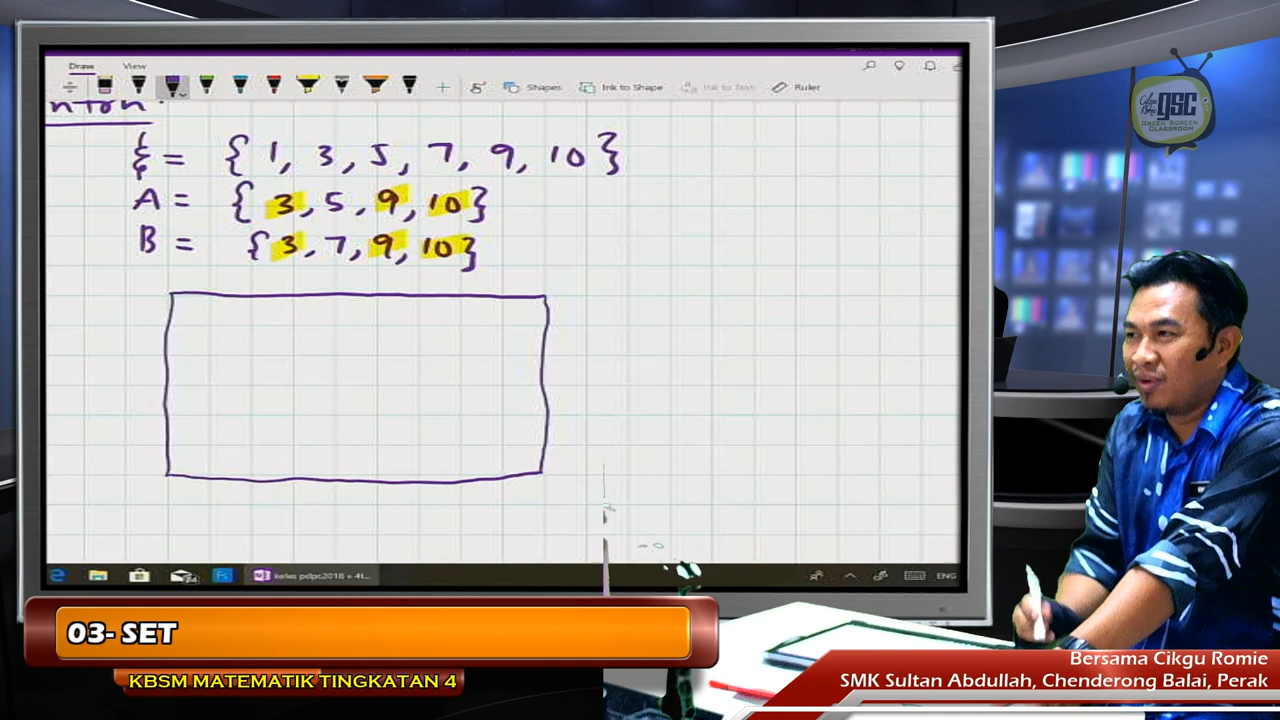 Draw View
Shapes Ink to Shape Ink to Text Ruler
ξ = { 1, 3, 5, 7, 9, 10 }
A = { 3, 5, 9, 10 }
B = { 3, 7, 9, 10 }
ENG
GSC
GREEN SCREEN
CLASSROOM
03- SET
KBSM MATEMATIK TINGKATAN 4
Bersama Cikgu Romie
SMK Sultan Abdullah, Chenderong Balai, Perak